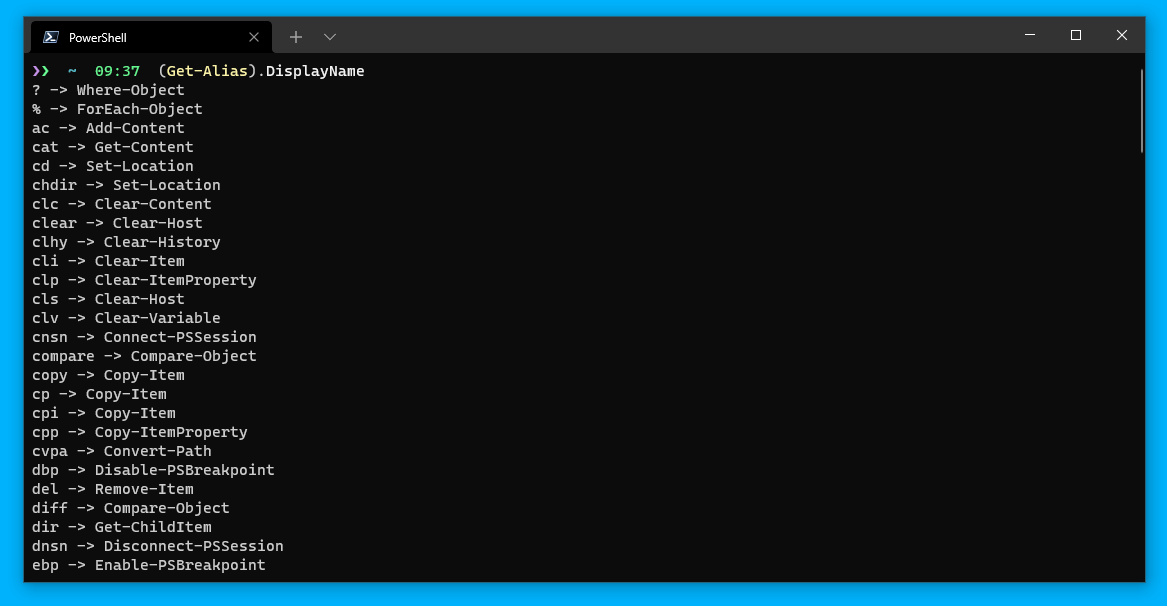 PowerShell
❯❯ ~ 09:37 (Get-Alias).DisplayName
? -> Where-Object
% -> ForEach-Object
ac -> Add-Content
cat -> Get-Content
cd -> Set-Location
chdir -> Set-Location
clc -> Clear-Content
clear -> Clear-Host
clhy -> Clear-History
cli -> Clear-Item
clp -> Clear-ItemProperty
cls -> Clear-Host
clv -> Clear-Variable
cnsn -> Connect-PSSession
compare -> Compare-Object
copy -> Copy-Item
cp -> Copy-Item
cpi -> Copy-Item
cpp -> Copy-ItemProperty
cvpa -> Convert-Path
dbp -> Disable-PSBreakpoint
del -> Remove-Item
diff -> Compare-Object
dir -> Get-ChildItem
dnsn -> Disconnect-PSSession
ebp -> Enable-PSBreakpoint